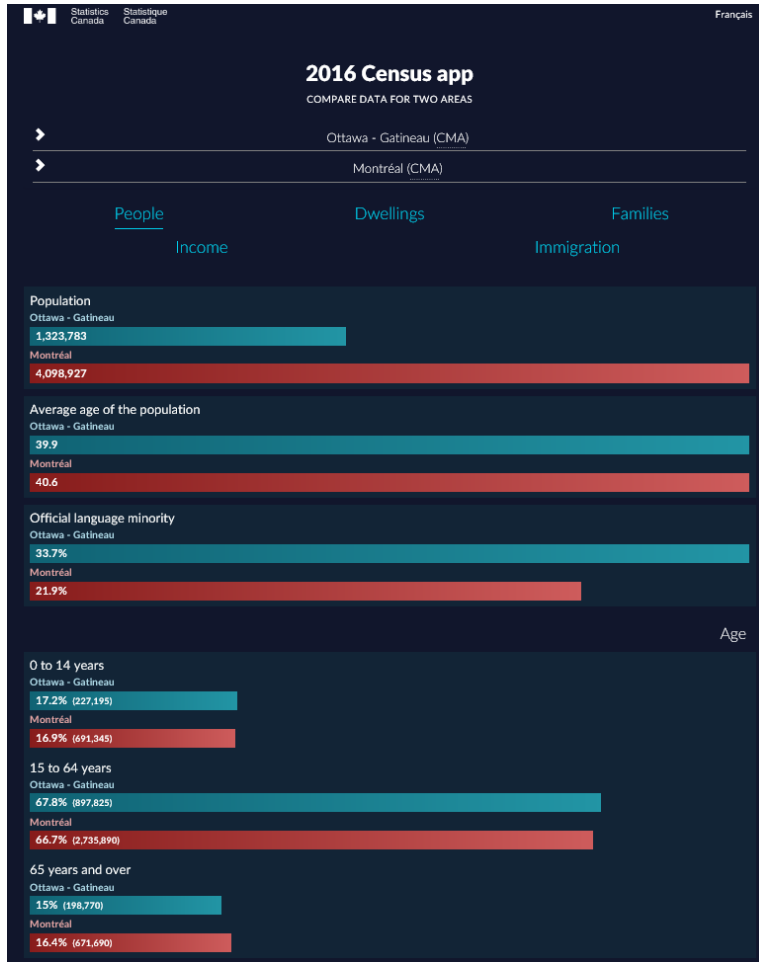 Statistics Statistique
Canada Canada
Français
2016 Census app
COMPARE DATA FOR TWO AREAS
Ottawa - Gatineau (CMA)
Montréal (CMA)
People Dwellings Families
Income Immigration
Population
Ottawa - Gatineau
1,323,783
Montréal
4,098,927
Average age of the population
Ottawa - Gatineau
39.9
Montréal
40.6
Official language minority
Ottawa - Gatineau
33.7%
Montréal
21.9%
Age
0 to 14 years
Ottawa - Gatineau
17.2% (227,195)
Montréal
16.9% (691,345)
15 to 64 years
Ottawa - Gatineau
67.8% (897,825)
Montréal
66.7% (2,735,890)
65 years and over
Ottawa - Gatineau
15% (198,770)
Montréal
16.4% (671,690)